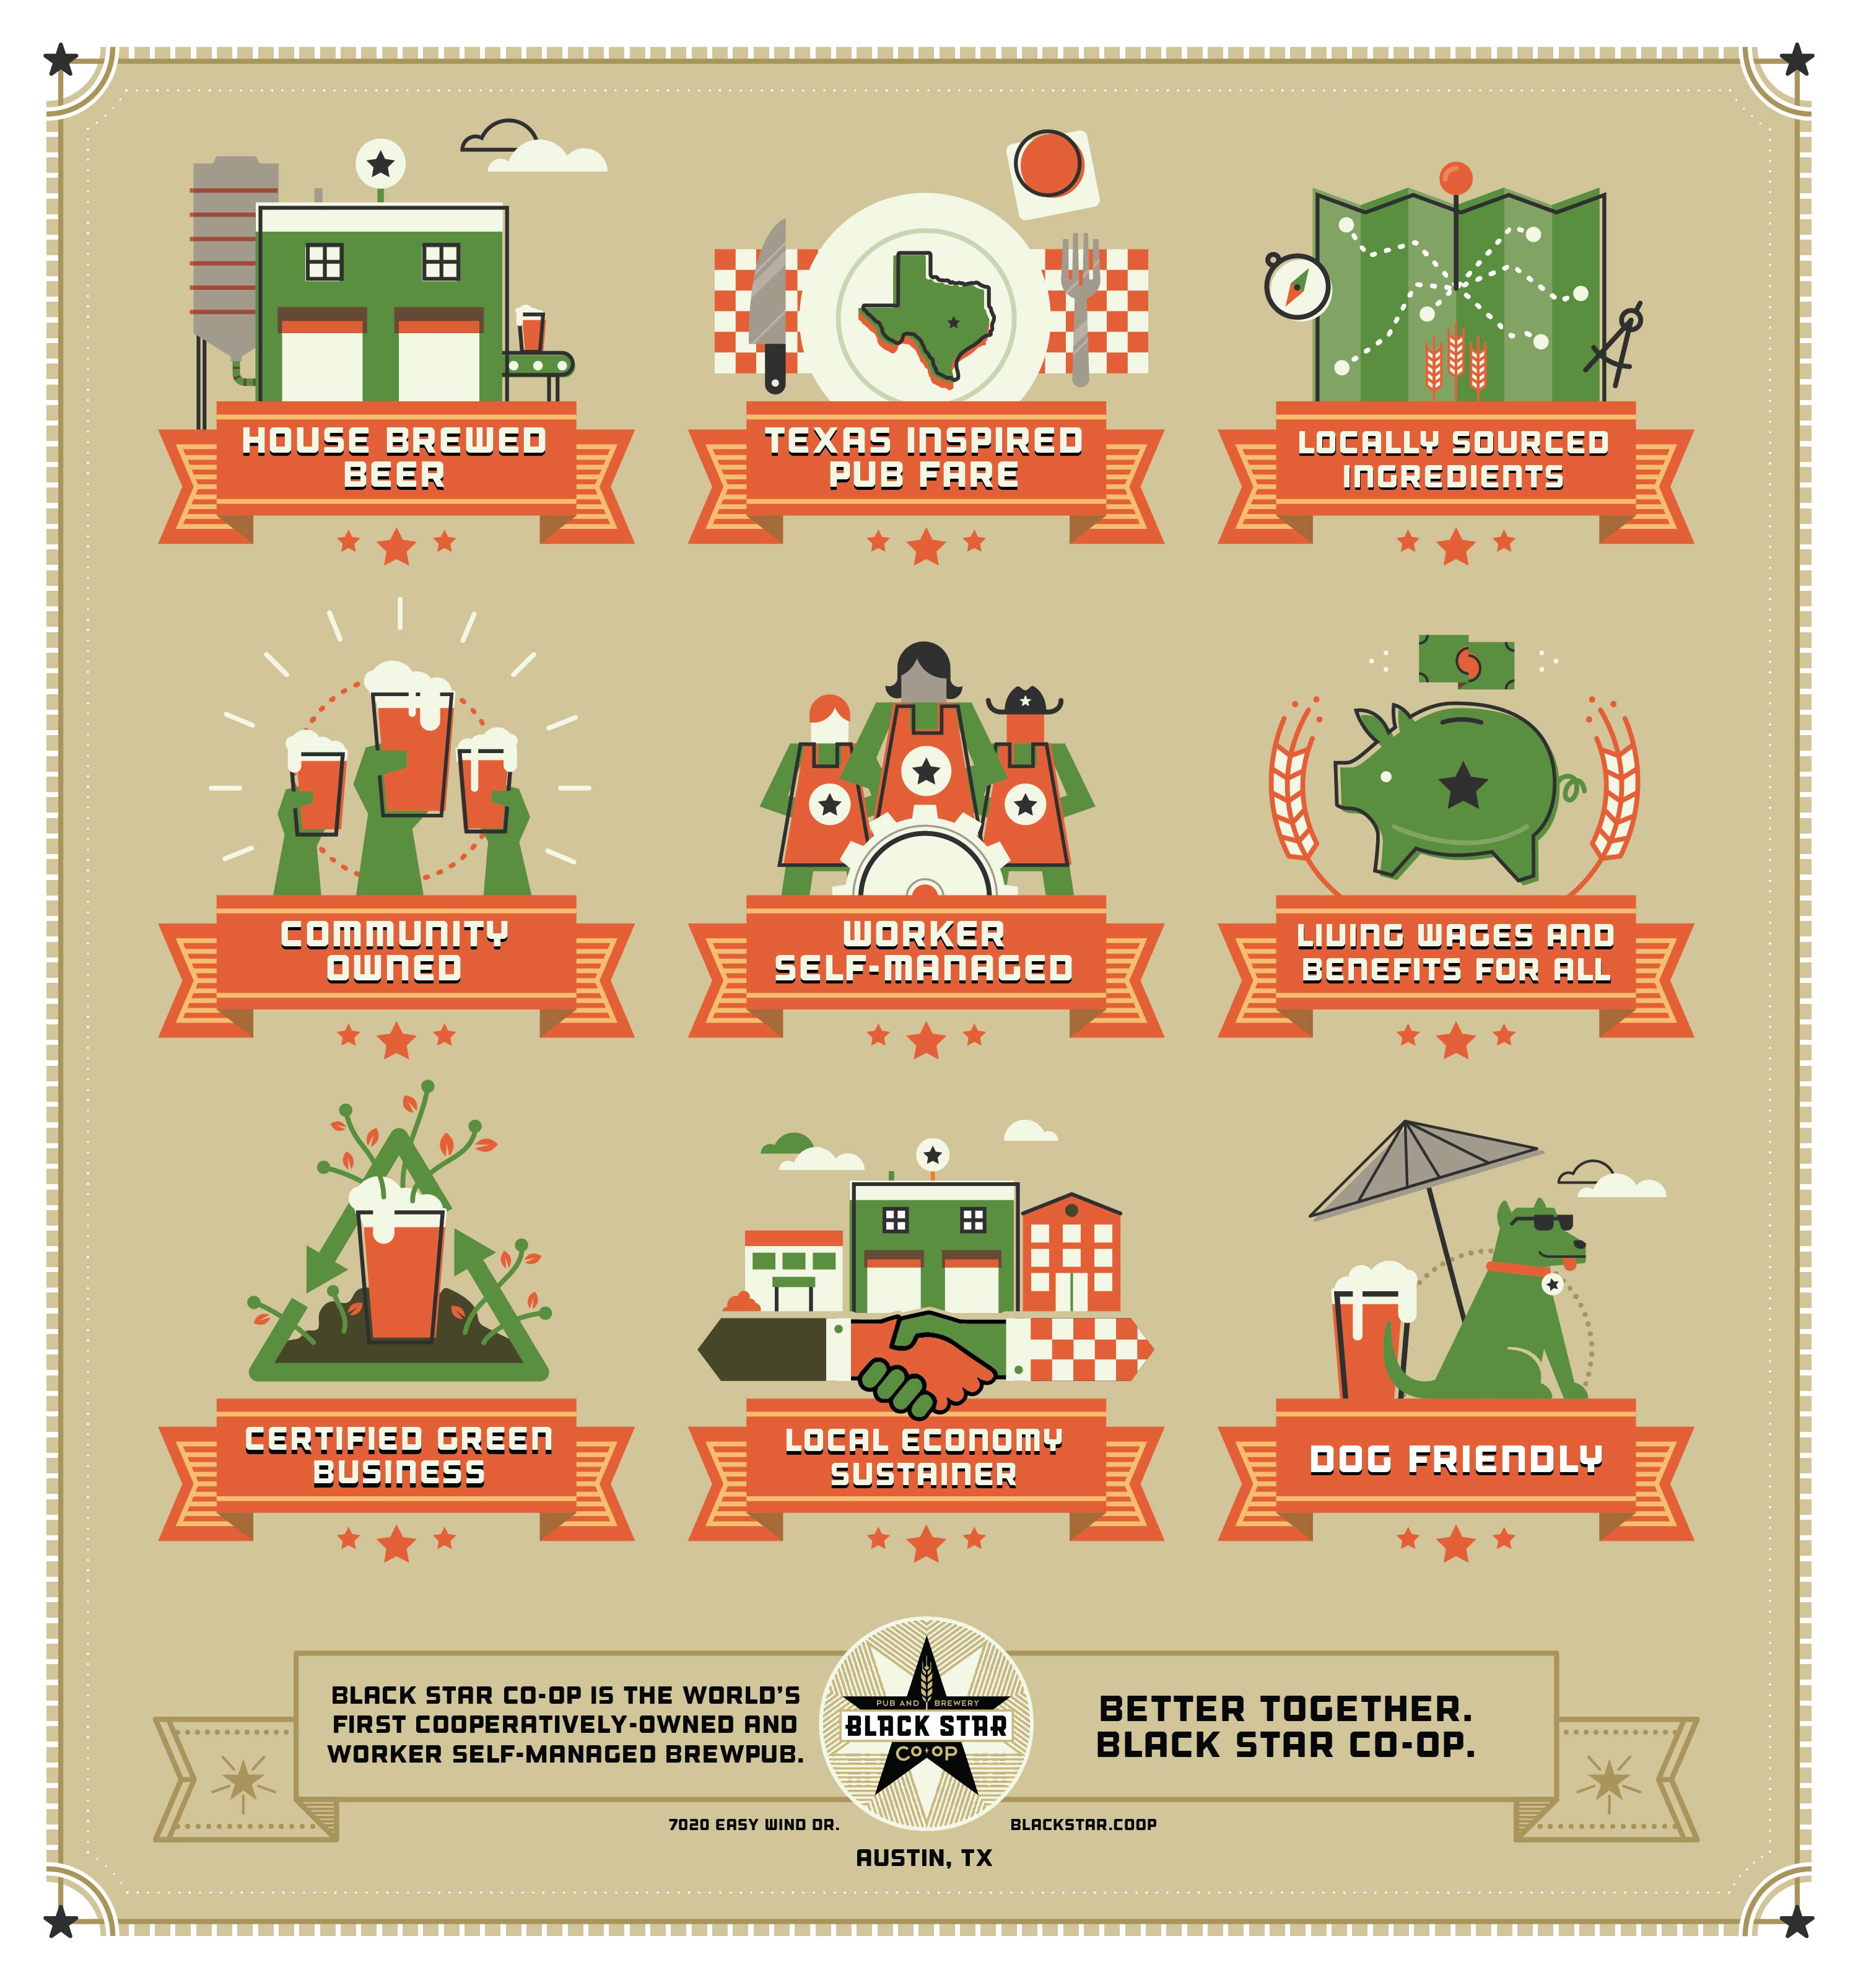 HOUSE BREWED
BEER
TEXAS INSPIRED
PUB FARE
LOCALLY SOURCED
INGREDIENTS
COMMUNITY
OWNED
WORKER
SELF-MANAGED
LIVING WAGES AND
BENEFITS FOR ALL
CERTIFIED GREEN
BUSINESS
LOCAL ECONOMY
SUSTAINER
DOG FRIENDLY
BLACK STAR CO-OP IS THE WORLD'S
FIRST COOPERATIVELY-OWNED AND
WORKER SELF-MANAGED BREWPUB.
PUB AND BREWERY
BLACK STAR
CO-OP
BETTER TOGETHER.
BLACK STAR CO-OP.
7020 EASY WIND DR.
BLACKSTAR.COOP
AUSTIN, TX